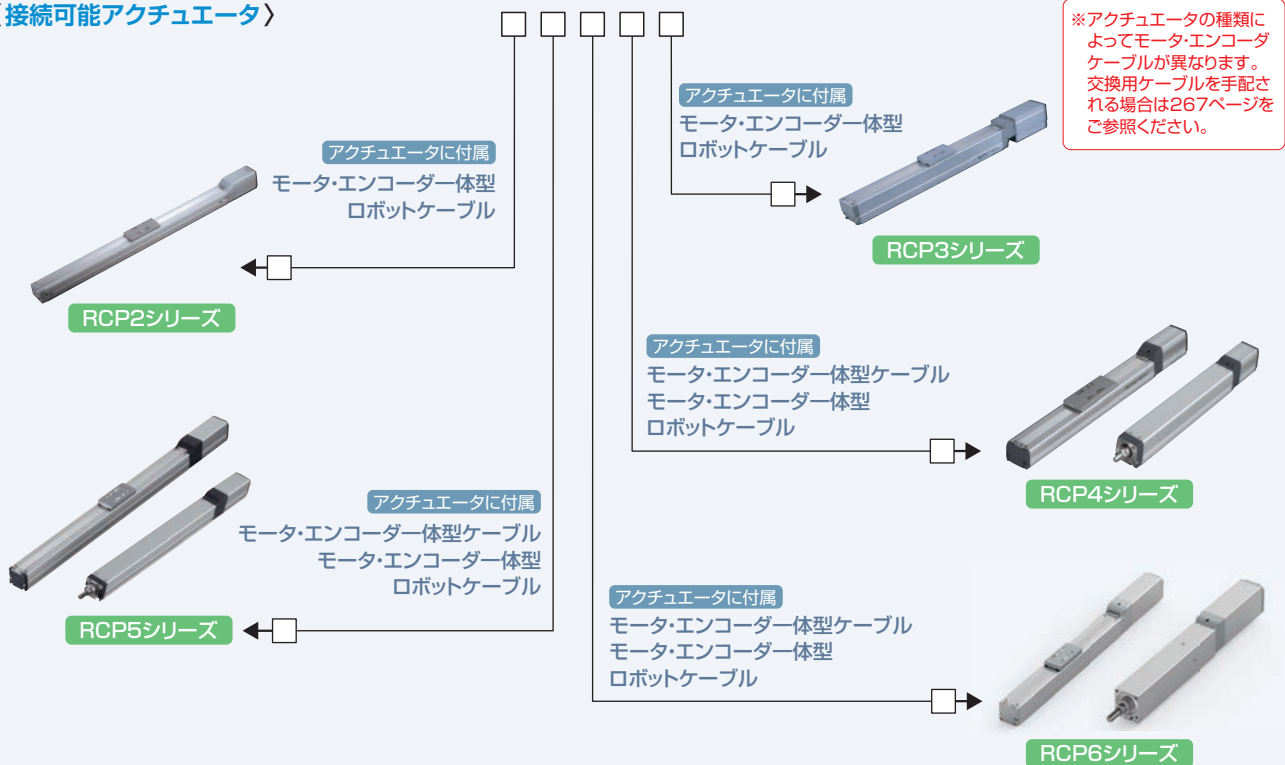 〈接続可能アクチュエータ〉
※アクチュエータの種類に
よってモータ・エンコーダ
ケーブルが異なります。
交換用ケーブルを手配さ
れる場合は267ページを
ご参照ください。
アクチュエータに付属
モータ・エンコーダ一体型
ロボットケーブル
RCP3シリーズ
アクチュエータに付属
モータ・エンコーダ一体型
ロボットケーブル
RCP2シリーズ
アクチュエータに付属
モータ・エンコーダ一体型ケーブル
モータ・エンコーダ一体型
ロボットケーブル
RCP4シリーズ
アクチュエータに付属
モータ・エンコーダ一体型ケーブル
モータ・エンコーダ一体型
ロボットケーブル
RCP5シリーズ
アクチュエータに付属
モータ・エンコーダ一体型ケーブル
モータ・エンコーダ一体型
ロボットケーブル
RCP6シリーズ